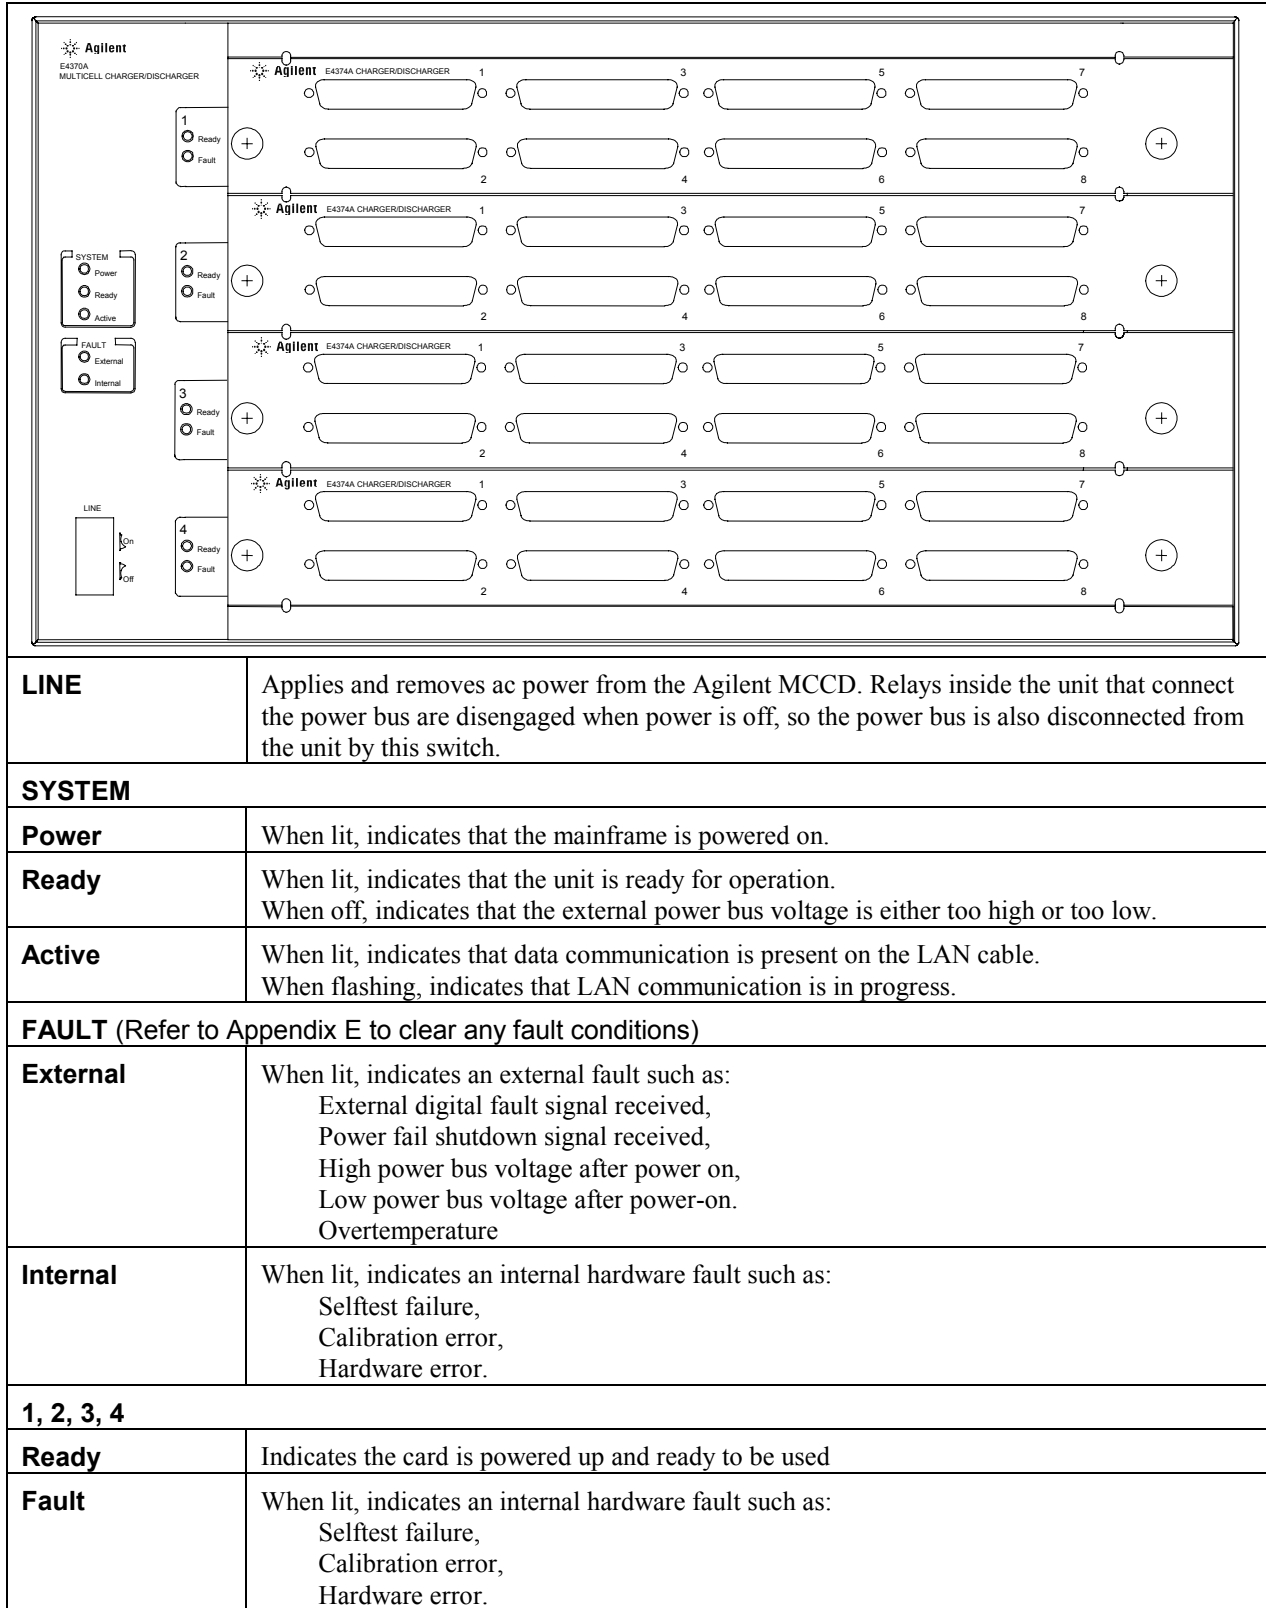 Agilent
E4370A
MULTICELL CHARGER/DISCHARGER
Agilent E4374A CHARGER/DISCHARGER 1 3 5 7
1
Ready
Fault
2 4 6 8
Agilent E4374A CHARGER/DISCHARGER 1 3 5 7
SYSTEM
Power
Ready
Active
2
Ready
Fault
2 4 6 8
FAULT
External
Internal
Agilent E4374A CHARGER/DISCHARGER 1 3 5 7
3
Ready
Fault
2 4 6 8
Agilent E4374A CHARGER/DISCHARGER 1 3 5 7
LINE
On
Off
4
Ready
Fault
2 4 6 8
LINE
Applies and removes ac power from the Agilent MCCD. Relays inside the unit that connect
the power bus are disengaged when power is off, so the power bus is also disconnected from
the unit by this switch.
SYSTEM
Power
When lit, indicates that the mainframe is powered on.
Ready
When lit, indicates that the unit is ready for operation.
When off, indicates that the external power bus voltage is either too high or too low.
Active
When lit, indicates that data communication is present on the LAN cable.
When flashing, indicates that LAN communication is in progress.
FAULT (Refer to Appendix E to clear any fault conditions)
External
When lit, indicates an external fault such as:
External digital fault signal received,
Power fail shutdown signal received,
High power bus voltage after power on,
Low power bus voltage after power-on.
Overtemperature
Internal
When lit, indicates an internal hardware fault such as:
Selftest failure,
Calibration error,
Hardware error.
1, 2, 3, 4
Ready
Indicates the card is powered up and ready to be used
Fault
When lit, indicates an internal hardware fault such as:
Selftest failure,
Calibration error,
Hardware error.